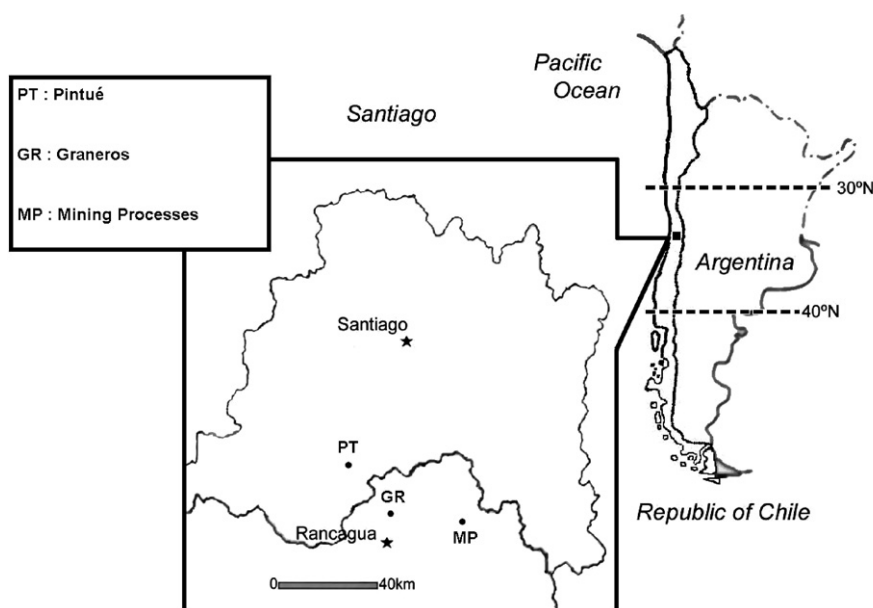 PT : Pintué
GR : Graneros
MP : Mining Processes
Santiago
Pacific
Ocean
30ºN
Argentina
40ºN
Republic of Chile
Santiago
PT
GR
Rancagua
MP
0
40km